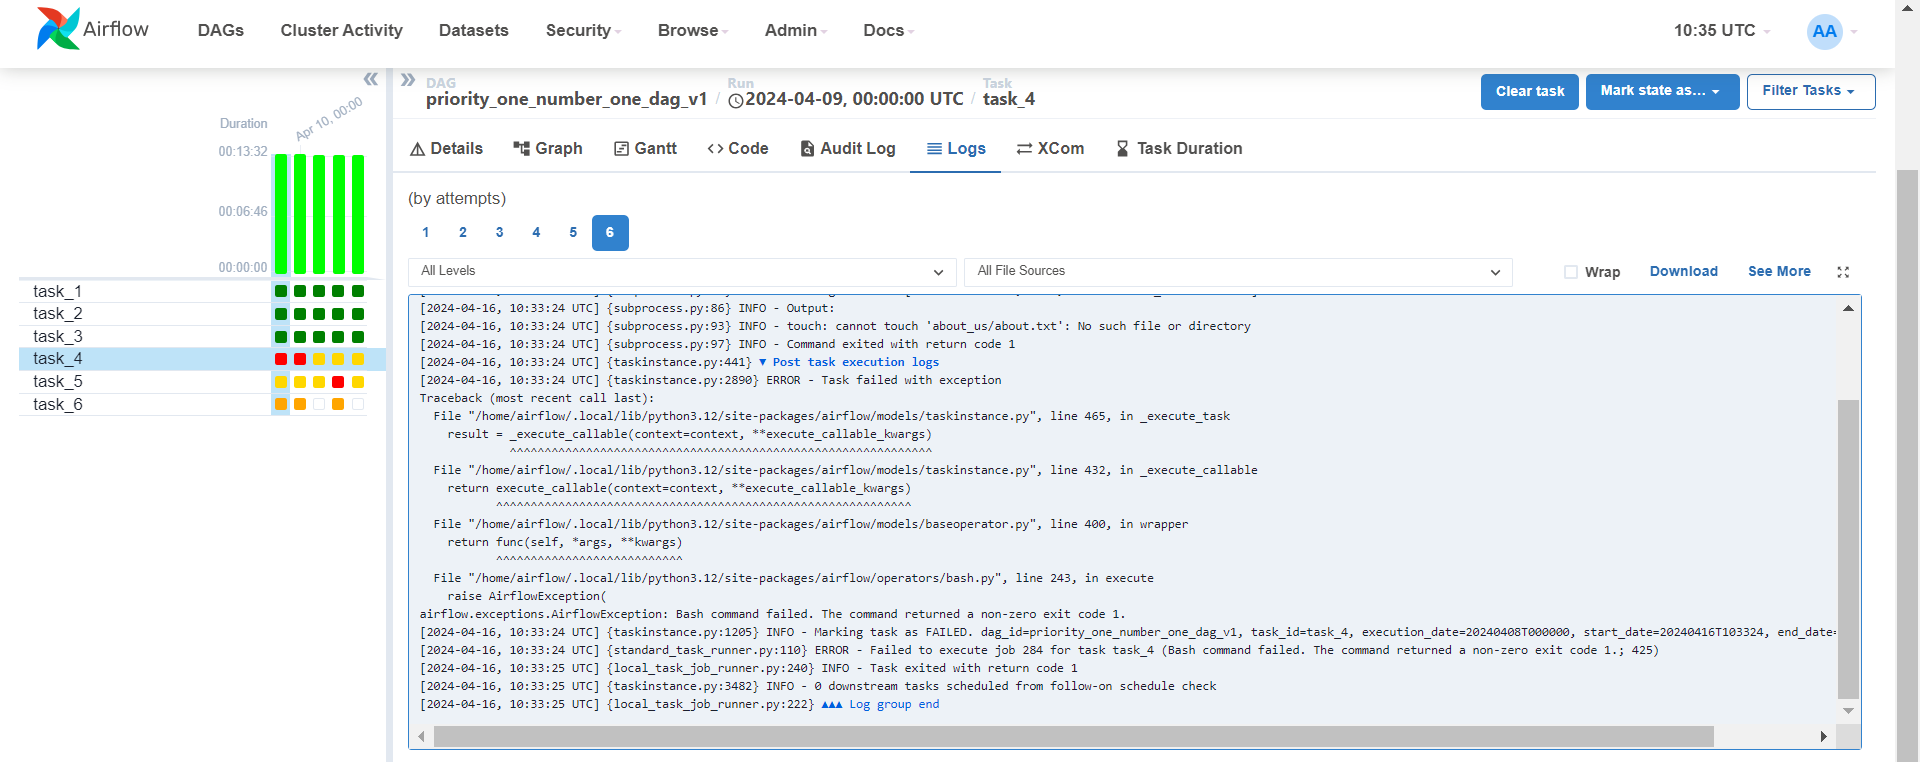 Airflow
DAGs
Cluster Activity
Datasets
Security
Browse
Admin
Docs
10:35 UTC
AA
DAG
priority_one_number_one_dag_v1
/
Run
2024-04-09, 00:00:00 UTC
/
Task
task_4
Clear task
Mark state as...
Filter Tasks
Duration
Apr 10, 00:00
00:13:32
00:06:46
00:00:00
task_1
task_2
task_3
task_4
task_5
task_6
Details
Graph
Gantt
Code
Audit Log
Logs
XCom
Task Duration
(by attempts)
1 2 3 4 5 6
All Levels
All File Sources
Wrap
Download
See More
[2024-04-16, 10:33:24 UTC] {subprocess.py:86} INFO - Output:
[2024-04-16, 10:33:24 UTC] {subprocess.py:93} INFO - touch: cannot touch 'about_us/about.txt': No such file or directory
[2024-04-16, 10:33:24 UTC] {subprocess.py:97} INFO - Command exited with return code 1
[2024-04-16, 10:33:24 UTC] {taskinstance.py:441} ▼ Post task execution logs
[2024-04-16, 10:33:24 UTC] {taskinstance.py:2890} ERROR - Task failed with exception
Traceback (most recent call last):
File "/home/airflow/.local/lib/python3.12/site-packages/airflow/models/taskinstance.py", line 465, in _execute_task
result = _execute_callable(context=context, **execute_callable_kwargs)
^^^^^^^^^^^^^^^^^^^^^^^^^^^^^^^^^^^^^^^^^^^^^^^^^^^^^^^^^^^^^
File "/home/airflow/.local/lib/python3.12/site-packages/airflow/models/taskinstance.py", line 432, in _execute_callable
return execute_callable(context=context, **execute_callable_kwargs)
^^^^^^^^^^^^^^^^^^^^^^^^^^^^^^^^^^^^^^^^^^^^^^^^^^^^^^^^^^^^
File "/home/airflow/.local/lib/python3.12/site-packages/airflow/models/baseoperator.py", line 400, in wrapper
return func(self, *args, **kwargs)
^^^^^^^^^^^^^^^^^^^^^^^^^^^
File "/home/airflow/.local/lib/python3.12/site-packages/airflow/operators/bash.py", line 243, in execute
raise AirflowException(
airflow.exceptions.AirflowException: Bash command failed. The command returned a non-zero exit code 1.
[2024-04-16, 10:33:24 UTC] {taskinstance.py:1205} INFO - Marking task as FAILED. dag_id=priority_one_number_one_dag_v1, task_id=task_4, execution_date=20240408T000000, start_date=20240416T103324, end_date=
[2024-04-16, 10:33:24 UTC] {standard_task_runner.py:110} ERROR - Failed to execute job 284 for task task_4 (Bash command failed. The command returned a non-zero exit code 1.; 425)
[2024-04-16, 10:33:25 UTC] {local_task_job_runner.py:240} INFO - Task exited with return code 1
[2024-04-16, 10:33:25 UTC] {taskinstance.py:3482} INFO - 0 downstream tasks scheduled from follow-on schedule check
[2024-04-16, 10:33:25 UTC] {local_task_job_runner.py:222} ▲▲▲ Log group end